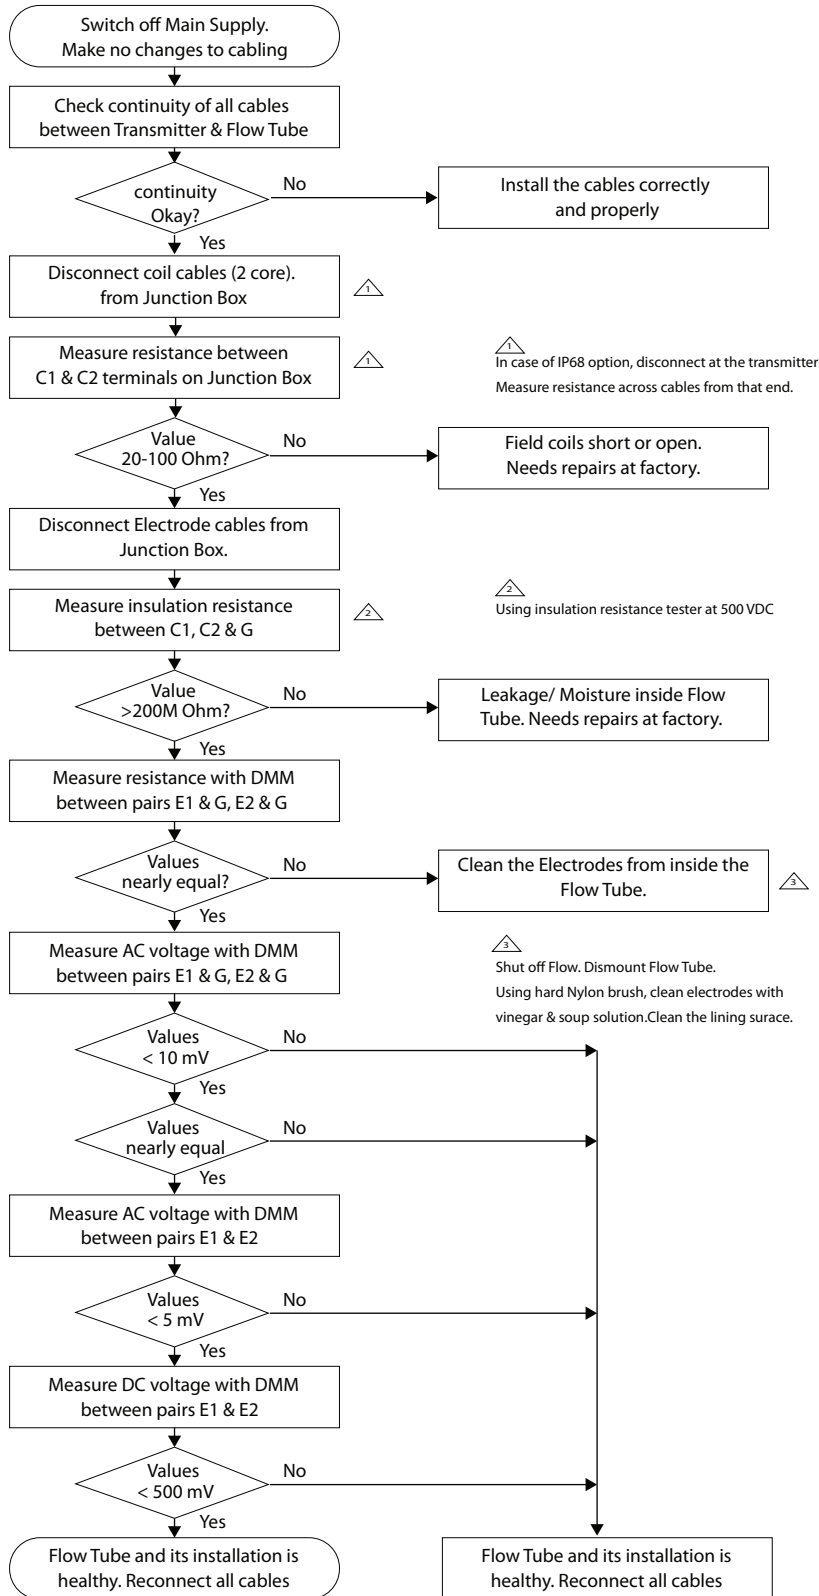 Switch off Main Supply.
Make no changes to cabling
Check continuity of all cables
between Transmitter & Flow Tube
continuity
Okay?
No
Install the cables correctly
and properly
Yes
Disconnect coil cables (2 core).
from Junction Box
1
Measure resistance between
C1 & C2 terminals on Junction Box
1
1
In case of IP68 option, disconnect at the transmitter
Measure resistance across cables from that end.
Value
20-100 Ohm?
No
Field coils short or open.
Needs repairs at factory.
Yes
Disconnect Electrode cables from
Junction Box.
Measure insulation resistance
between C1, C2 & G
2
2
Using insulation resistance tester at 500 VDC
Value
>200M Ohm?
No
Leakage/ Moisture inside Flow
Tube. Needs repairs at factory.
Yes
Measure resistance with DMM
between pairs E1 & G, E2 & G
Values
nearly equal?
No
Clean the Electrodes from inside the
Flow Tube.
3
Yes
Measure AC voltage with DMM
between pairs E1 & G, E2 & G
3
Shut off Flow. Dismount Flow Tube.
Using hard Nylon brush, clean electrodes with
vinegar & soup solution.Clean the lining surace.
Values
< 10 mV
No
Yes
Values
nearly equal
No
Yes
Measure AC voltage with DMM
between pairs E1 & E2
Values
< 5 mV
No
Yes
Measure DC voltage with DMM
between pairs E1 & E2
Values
< 500 mV
No
Yes
Flow Tube and its installation is
healthy. Reconnect all cables
Flow Tube and its installation is
healthy. Reconnect all cables